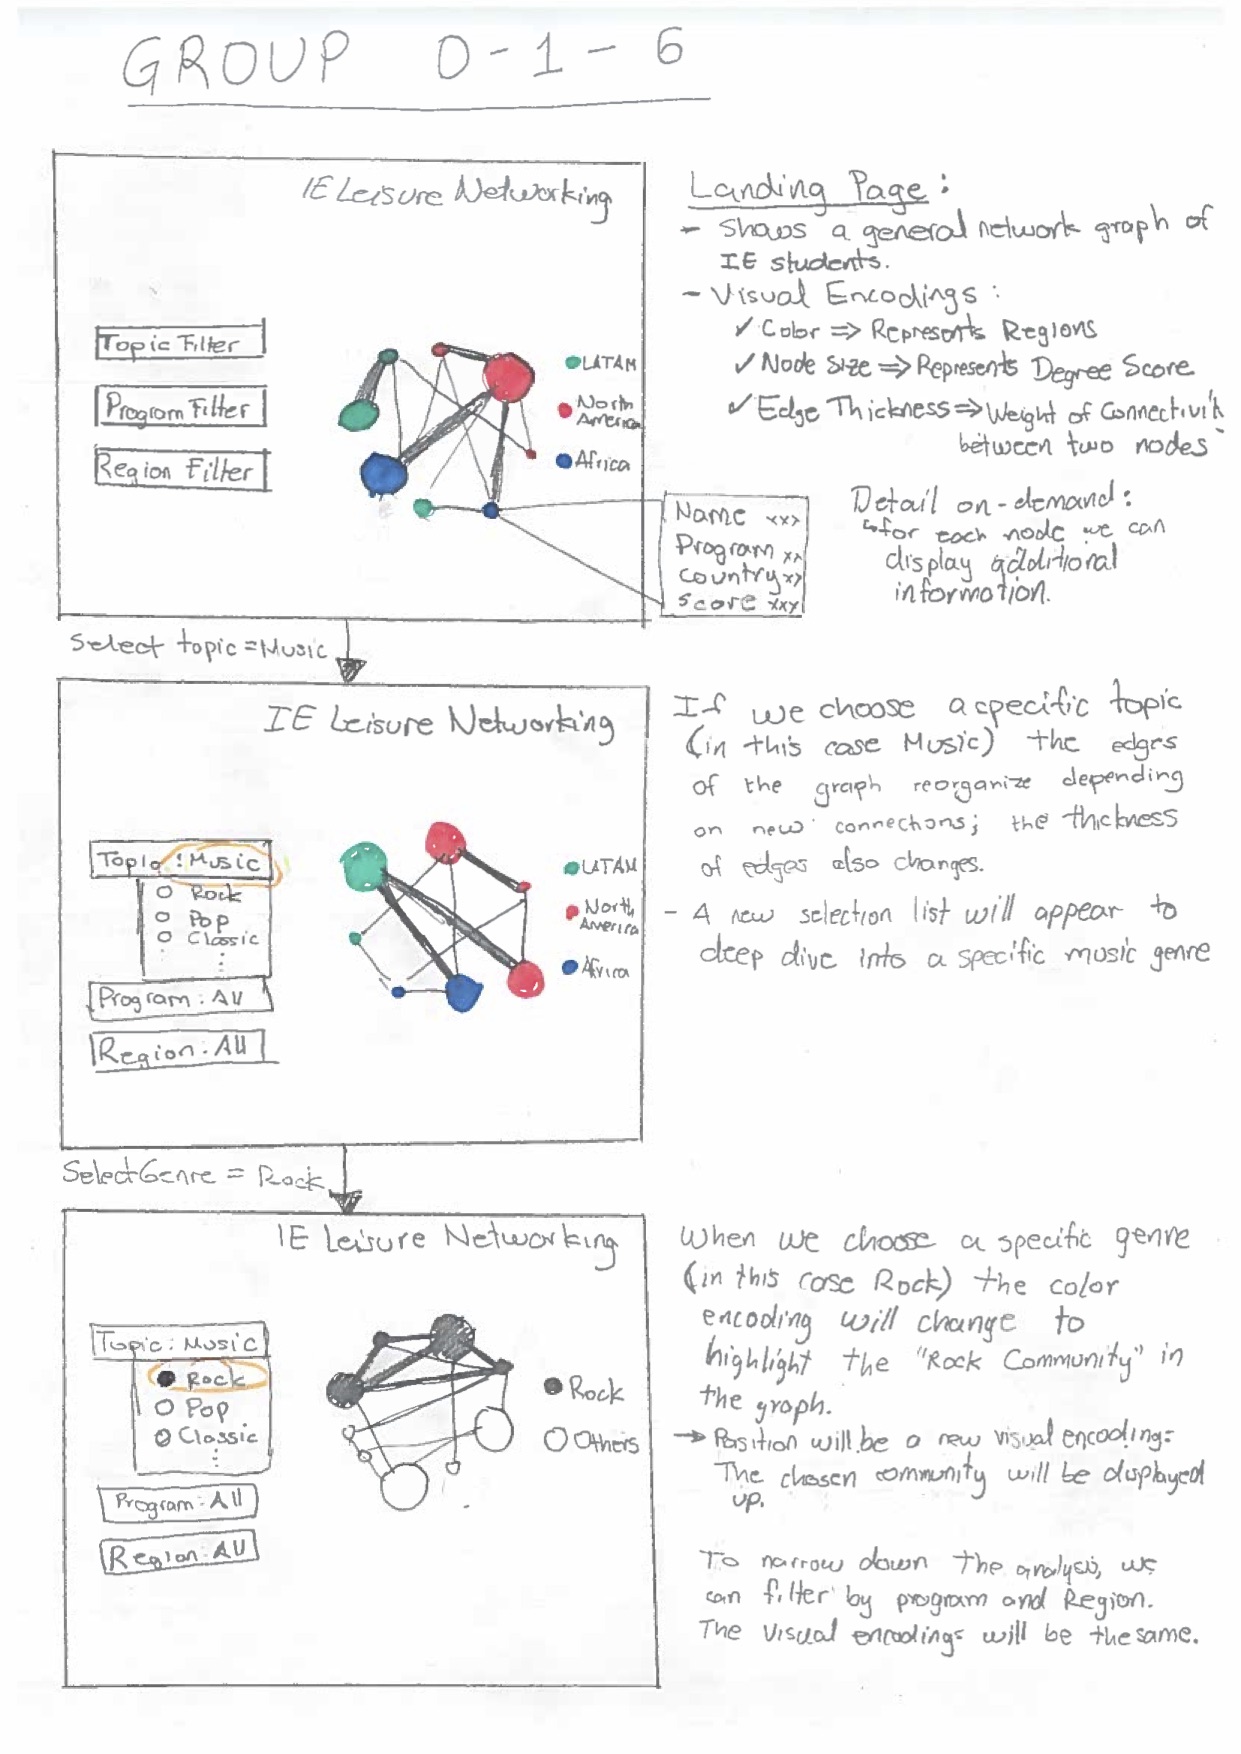 GROUP 0-1-6
IE Leisure Networking
Topic Filter
Program Filter
Region Filter
LATAM
North
America
Africa
Name xxx
Program xx
Country xx
Score xxx
Landing Page:
- Shows a general network graph of
IE students.
- Visual Encodings:
✓ Color => Represents Regions
✓ Node Size => Represents Degree Score
✓ Edge Thickness => Weight of Connectivit
between two nodes
Detail on-demand:
↳ for each node we can
display additional
information.
Select topic = Music
IE Leisure Networking
Topic: Music
Rock
Pop
Classic
Program: All
Region: All
LATAM
North
America
Africa
If we choose a specific topic
(in this case Music) the edges
of the graph reorganize depending
on new connections; the thickness
of edges also changes.
- A new selection list will appear to
deep dive into a specific music genre
Select Genre = Rock
IE Leisure Networking
Topic: Music
Rock
Pop
Classic
Program: All
Region: All
Rock
Others
When we choose a specific genre
(in this case Rock) the color
encoding will change to
highlight the "Rock Community" in
the graph.
→ Position will be a new visual encoding:
The chosen community will be displayed
up.
To narrow down the analysis, we
can filter by program and Region.
The visual encodings will be the same.